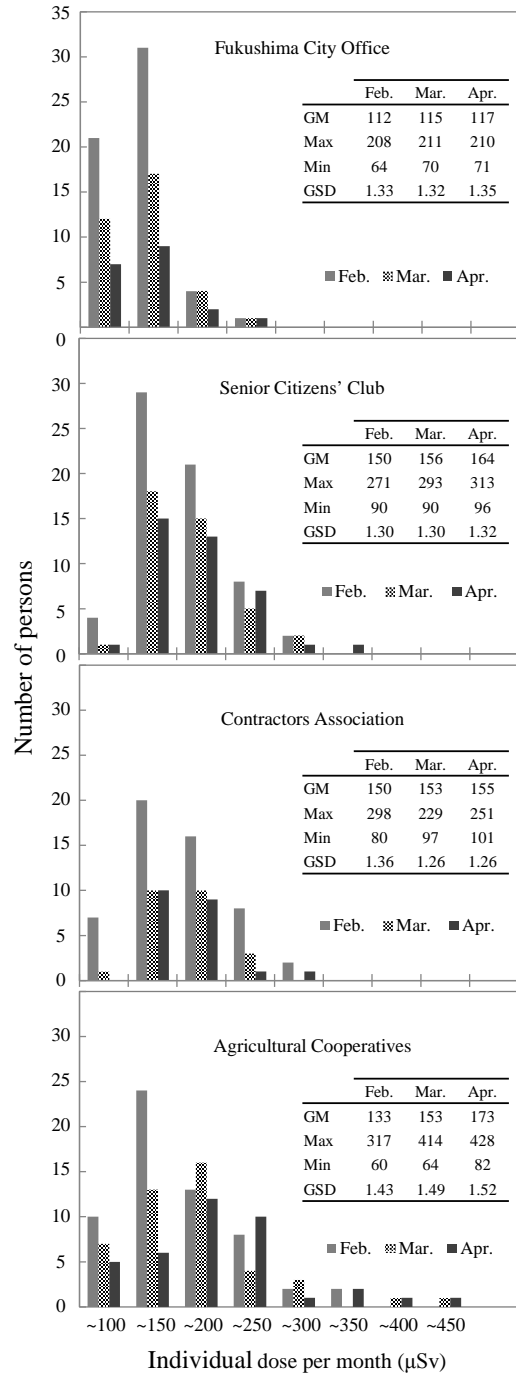 35
30
25
20
15
10
5
0
Fukushima City Office
Feb. Mar. Apr.
GM 112 115 117
Max 208 211 210
Min 64 70 71
GSD 1.33 1.32 1.35
Feb. Mar. Apr.
30
25
20
15
10
5
0
Senior Citizens’ Club
Feb. Mar. Apr.
GM 150 156 164
Max 271 293 313
Min 90 90 96
GSD 1.30 1.30 1.32
Feb. Mar. Apr.
Number of persons
30
25
20
15
10
5
0
Contractors Association
Feb. Mar. Apr.
GM 150 153 155
Max 298 229 251
Min 80 97 101
GSD 1.36 1.26 1.26
Feb. Mar. Apr.
30
25
20
15
10
5
0
Agricultural Cooperatives
Feb. Mar. Apr.
GM 133 153 173
Max 317 414 428
Min 60 64 82
GSD 1.43 1.49 1.52
Feb. Mar. Apr.
~100 ~150 ~200 ~250 ~300 ~350 ~400 ~450
Individual dose per month (μSv)